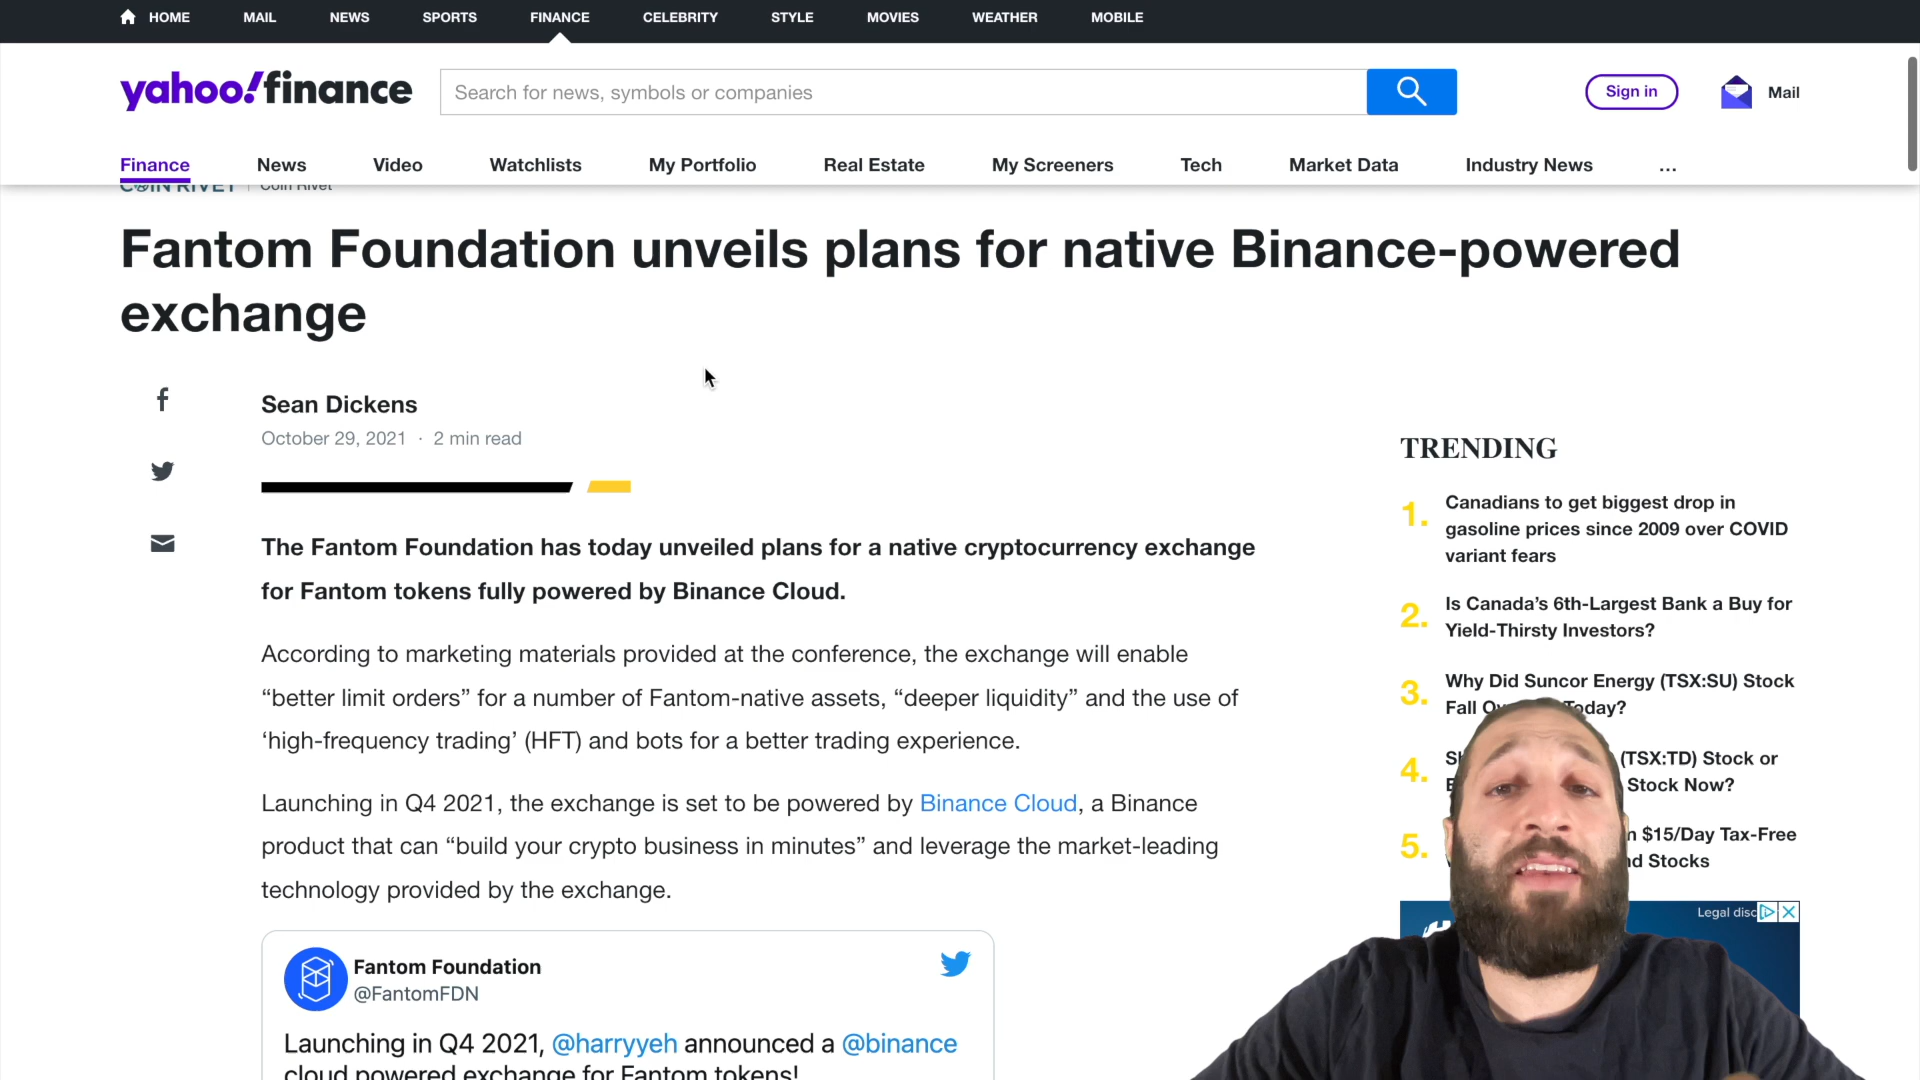 HOME MAIL NEWS SPORTS FINANCE CELEBRITY STYLE MOVIES WEATHER MOBILE
yahoo!finance Search for news, symbols or companies Sign in Mail
Finance News Video Watchlists My Portfolio Real Estate My Screeners Tech Market Data Industry News ...
COIN RIVET | Coin Rivet
Fantom Foundation unveils plans for native Binance-powered
exchange
Sean Dickens
October 29, 2021 · 2 min read
The Fantom Foundation has today unveiled plans for a native cryptocurrency exchange
for Fantom tokens fully powered by Binance Cloud.
According to marketing materials provided at the conference, the exchange will enable
“better limit orders” for a number of Fantom-native assets, “deeper liquidity” and the use of
‘high-frequency trading’ (HFT) and bots for a better trading experience.
Launching in Q4 2021, the exchange is set to be powered by Binance Cloud, a Binance
product that can “build your crypto business in minutes” and leverage the market-leading
technology provided by the exchange.
Fantom Foundation
@FantomFDN
Launching in Q4 2021, @harryyeh announced a @binance
cloud powered exchange for Fantom tokens!
TRENDING
1. Canadians to get biggest drop in
gasoline prices since 2009 over COVID
variant fears
2. Is Canada’s 6th-Largest Bank a Buy for
Yield-Thirsty Investors?
3. Why Did Suncor Energy (TSX:SU) Stock
Fall Today?
4. (TSX:TD) Stock or
Stock Now?
5. $15/Day Tax-Free
Stocks
Legal